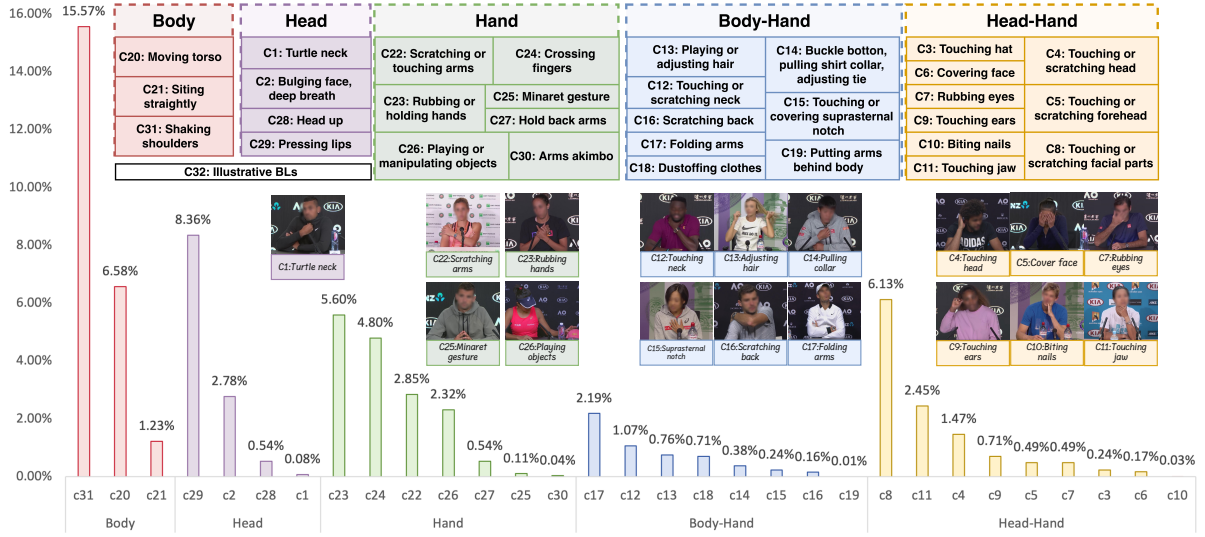 16.00%
14.00%
12.00%
10.00%
8.00%
6.00%
4.00%
2.00%
0.00%
Body
C20: Moving torso
C21: Siting
straightly
C31: Shaking
shoulders
Head
C1: Turtle neck
C2: Bulging face,
deep breath
C28: Head up
C29: Pressing lips
C32: Illustrative BLs
Hand
C22: Scratching or
touching arms
C24: Crossing
fingers
C23: Rubbing or
holding hands
C25: Minaret gesture
C27: Hold back arms
C26: Playing or
manipulating objects
C30: Arms akimbo
Body-Hand
C13: Playing or
adjusting hair
C12: Touching or
scratching neck
C16: Scratching back
C17: Folding arms
C18: Dustoffing clothes
C14: Buckle botton,
pulling shirt collar,
adjusting tie
C15: Touching or
covering suprasternal
notch
C19: Putting arms
behind body
Head-Hand
C3: Touching hat
C6: Covering face
C7: Rubbing eyes
C9: Touching ears
C10: Biting nails
C11: Touching jaw
C4: Touching or
scratching head
C5: Touching or
scratching forehead
C8: Touching or
scratching facial parts
C1:Turtle neck
C22:Scratching
arms
C23:Rubbing
hands
C25:Minaret
gesture
C26:Playing
objects
C12:Touching
neck
C13:Adjusting
hair
C14:Pulling
collar
C15:Suprasternal
notch
C16:Scratching
back
C17:Folding
arms
C4:Touching
head
C5:Cover face
C7:Rubbing
eyes
C9:Touching
ears
C10:Biting
nails
C11:Touching
jaw
15.57%
6.58%
1.23%
8.36%
2.78%
0.54%
0.08%
5.60%
4.80%
2.85%
2.32%
0.54%
0.11%
0.04%
2.19%
1.07%
0.76%
0.71%
0.38%
0.24%
0.16%
0.01%
6.13%
2.45%
1.47%
0.71%
0.49%
0.49%
0.24%
0.17%
0.03%
c31 c20 c21 c29 c2 c28 c1 c23 c24 c22 c26 c27 c25 c30 c17 c12 c13 c18 c14 c15 c16 c19 c8 c11 c4 c9 c5 c7 c3 c6 c10
Body Head Hand Body-Hand Head-Hand